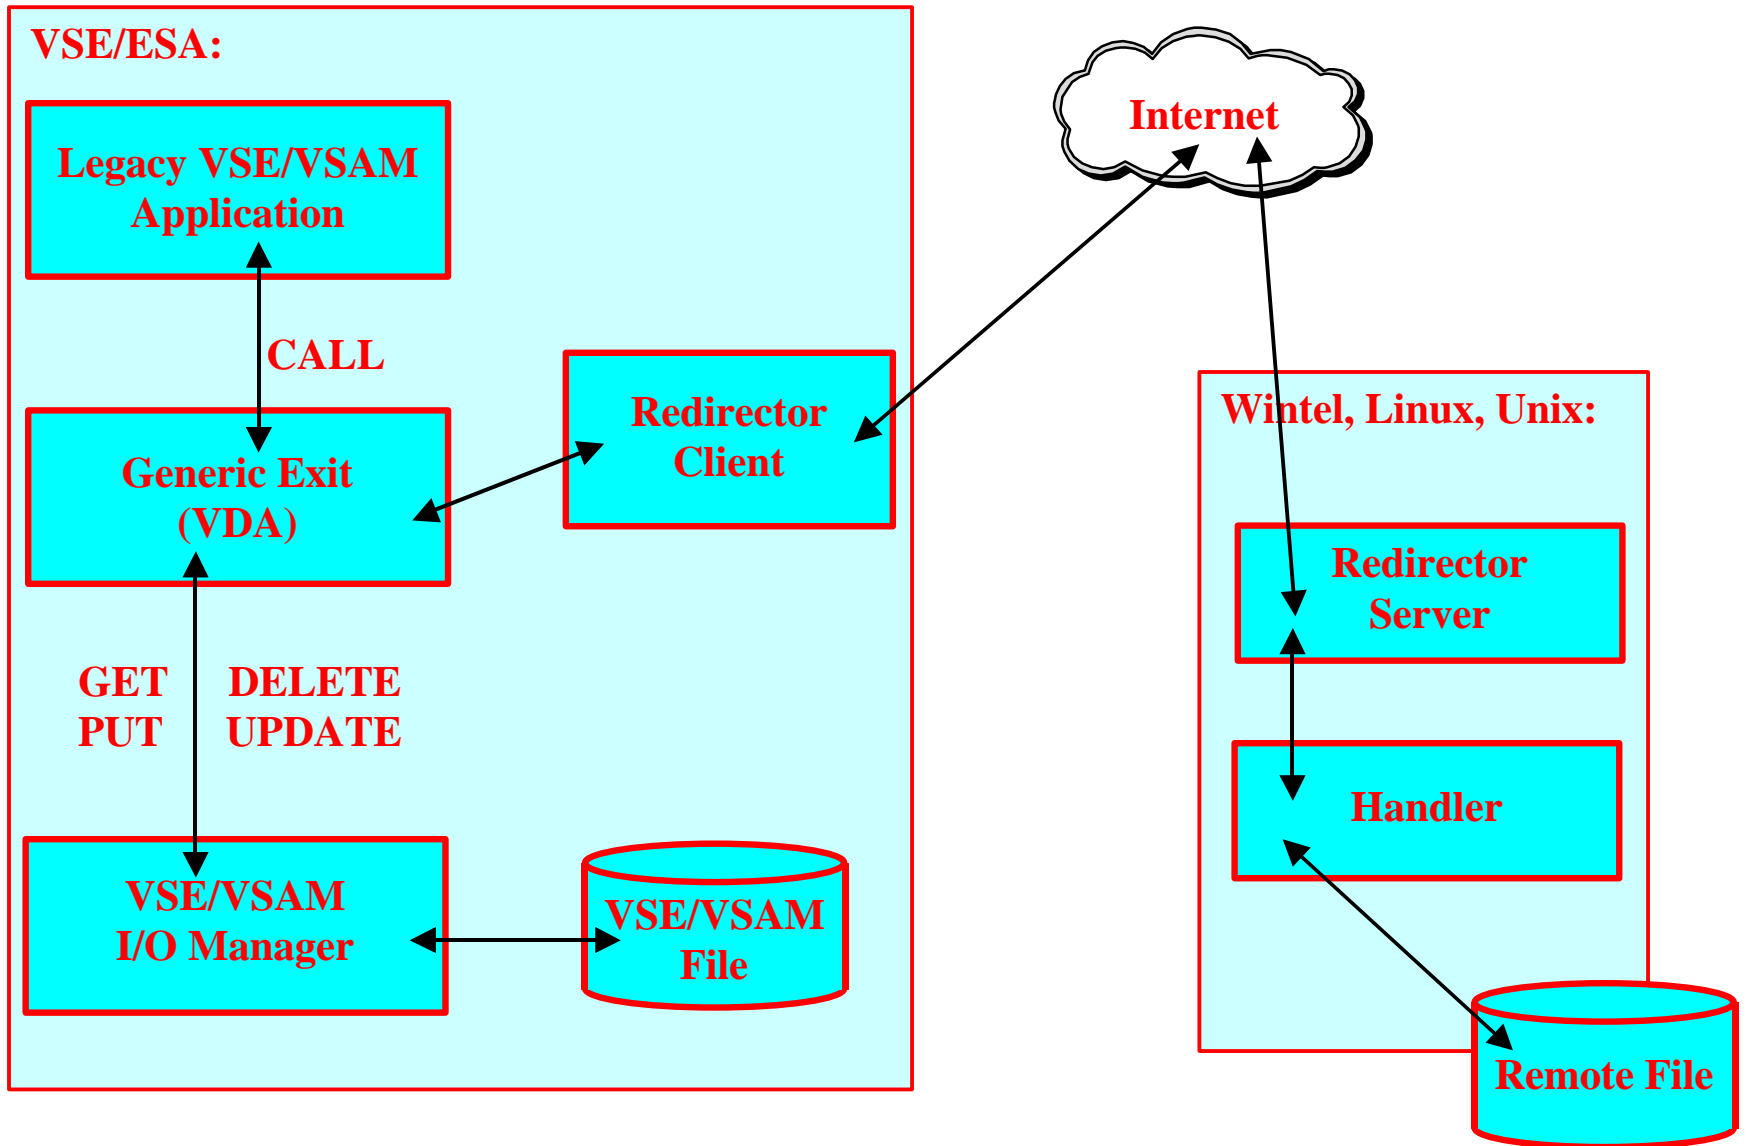 VSE/ESA:
Legacy VSE/VSAM
Application
CALL
Generic Exit
(VDA)
GET DELETE
PUT UPDATE
VSE/VSAM
I/O Manager
VSE/VSAM
File
Redirector
Client
Internet
Wintel, Linux, Unix:
Redirector
Server
Handler
Remote File